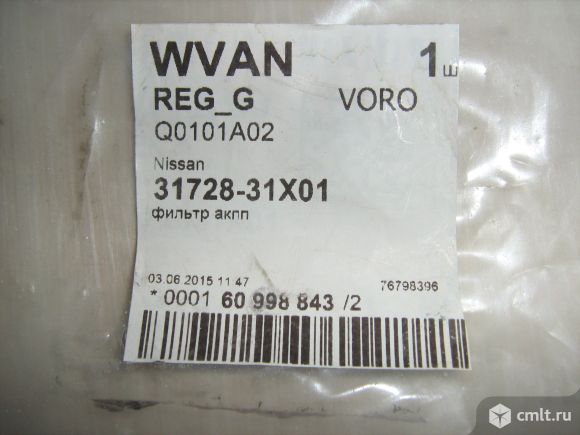 WVAN 1 ш
REG_G VORO
Q0101A02
Nissan
31728-31X01
фильтр акпп
03.06.2015 11:47 76798396
* 0001 60 998 843 /2
cmlt.ru